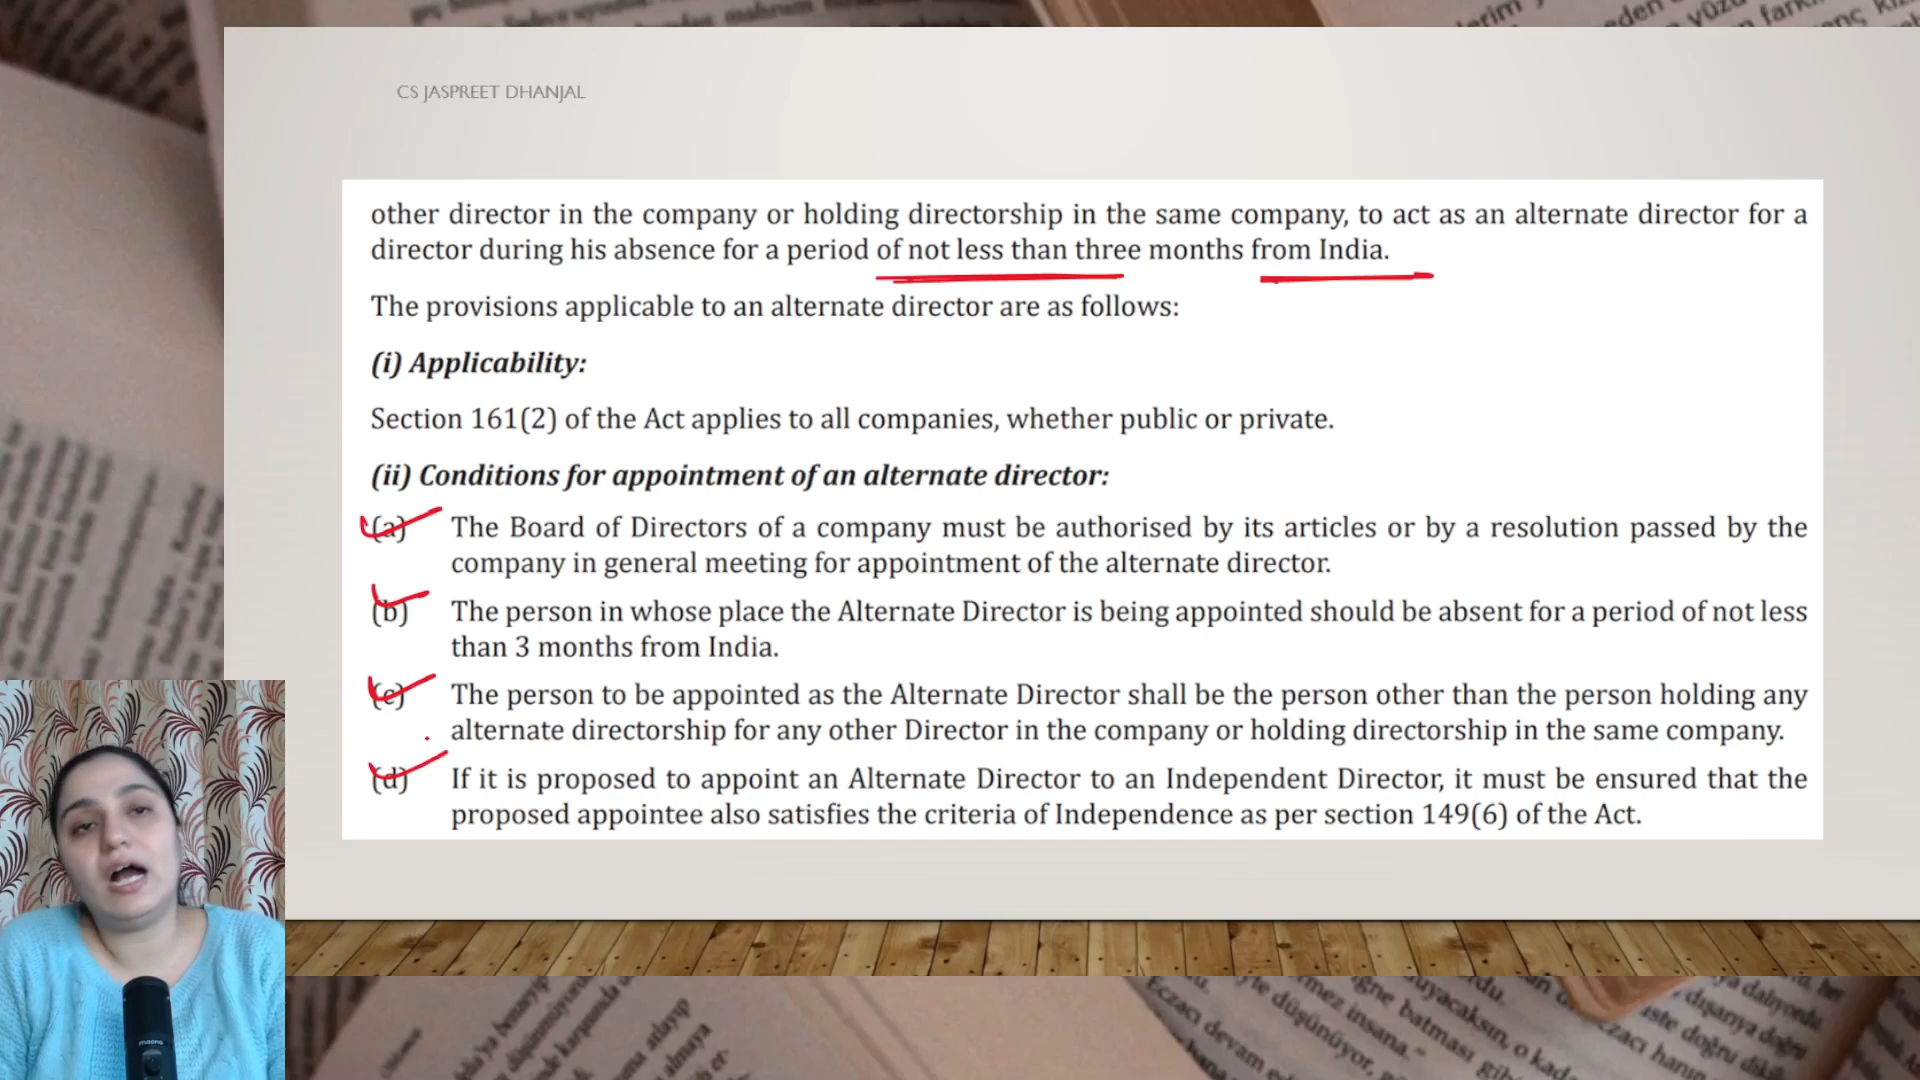 CS JASPREET DHANJAL
other director in the company or holding directorship in the same company, to act as an alternate director for a
director during his absence for a period of not less than three months from India.
The provisions applicable to an alternate director are as follows:
(i) Applicability:
Section 161(2) of the Act applies to all companies, whether public or private.
(ii) Conditions for appointment of an alternate director:
(a) The Board of Directors of a company must be authorised by its articles or by a resolution passed by the
company in general meeting for appointment of the alternate director.
(b) The person in whose place the Alternate Director is being appointed should be absent for a period of not less
than 3 months from India.
(c) The person to be appointed as the Alternate Director shall be the person other than the person holding any
alternate directorship for any other Director in the company or holding directorship in the same company.
(d) If it is proposed to appoint an Alternate Director to an Independent Director, it must be ensured that the
proposed appointee also satisfies the criteria of Independence as per section 149(6) of the Act.
maono